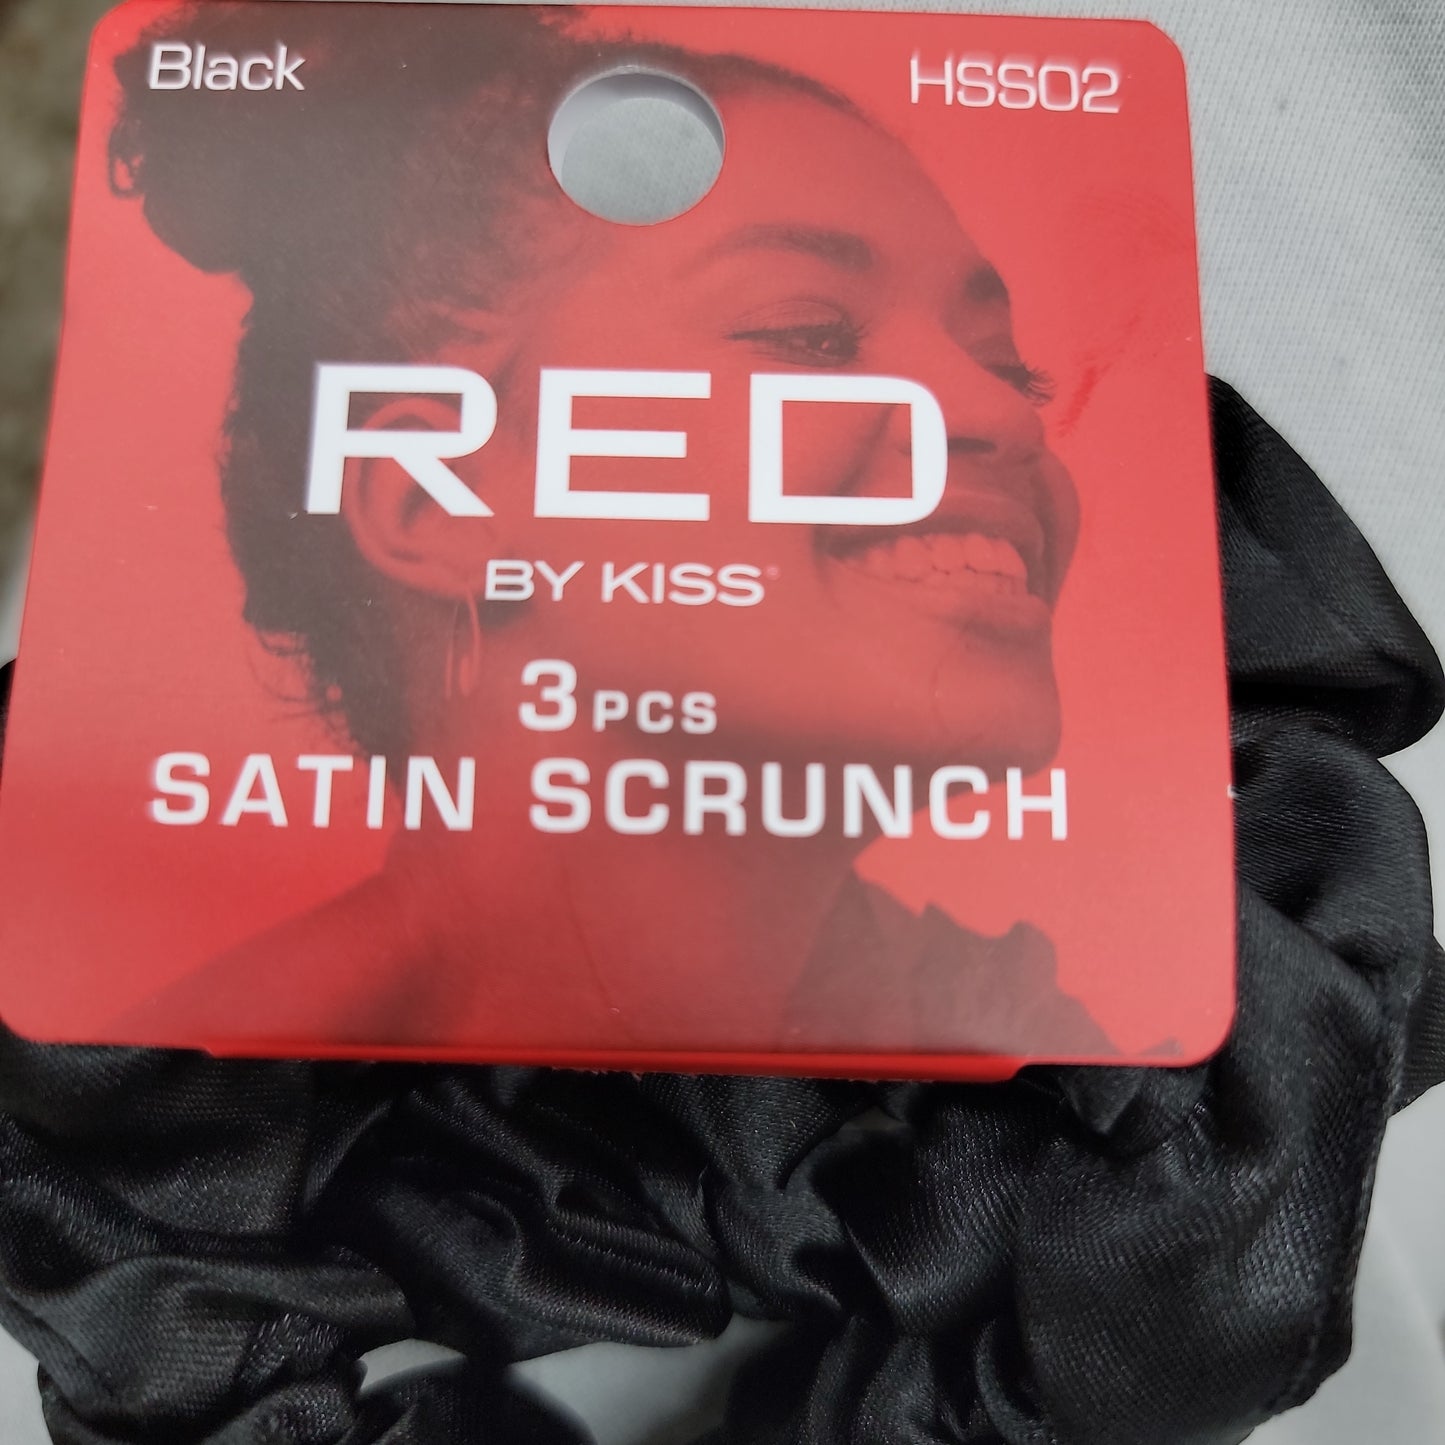 Black
HSS02
RED
BY KISS®
3 PCS
SATIN SCRUNCH